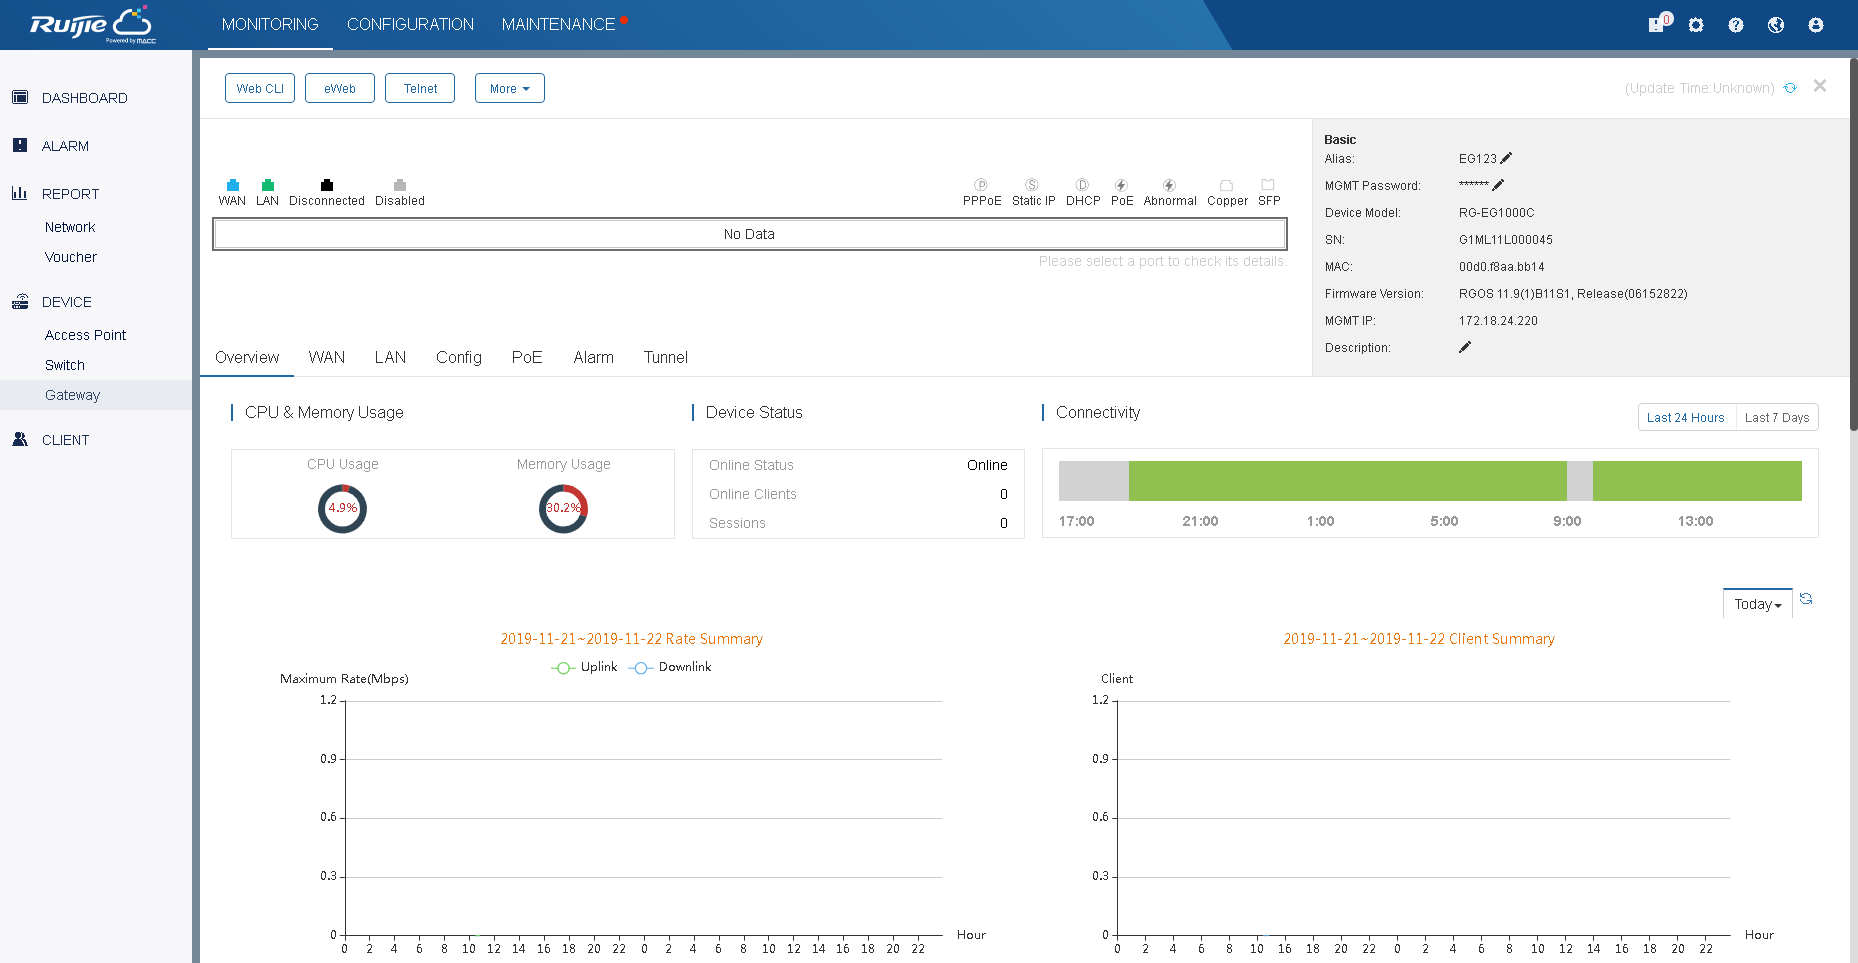 Ruijie
Powered by MACC
MONITORING CONFIGURATION MAINTENANCE
0
DASHBOARD
ALARM
REPORT
Network
Voucher
DEVICE
Access Point
Switch
Gateway
CLIENT
Web CLI eWeb Telnet More
(Update Time:Unknown)
WAN LAN Disconnected Disabled
P S D
PPPoE Static IP DHCP PoE Abnormal Copper SFP
No Data
Please select a port to check its details.
Basic
Alias: EG123
MGMT Password: ******
Device Model: RG-EG1000C
SN: G1ML11L000045
MAC: 00d0.f8aa.bb14
Firmware Version: RGOS 11.9(1)B11S1, Release(06152822)
MGMT IP: 172.18.24.220
Description:
Overview WAN LAN Config PoE Alarm Tunnel
CPU & Memory Usage
CPU Usage Memory Usage
4.9% 30.2%
Device Status
Online Status Online
Online Clients 0
Sessions 0
Connectivity
Last 24 Hours Last 7 Days
17:00 21:00 1:00 5:00 9:00 13:00
Today
2019-11-21~2019-11-22 Rate Summary
Uplink Downlink
Maximum Rate(Mbps)
1.2
0.9
0.6
0.3
0
0 2 4 6 8 10 12 14 16 18 20 22 0 2 4 6 8 10 12 14 16 18 20 22
Hour
2019-11-21~2019-11-22 Client Summary
Client
1.2
0.9
0.6
0.3
0
0 2 4 6 8 10 12 14 16 18 20 22 0 2 4 6 8 10 12 14 16 18 20 22
Hour